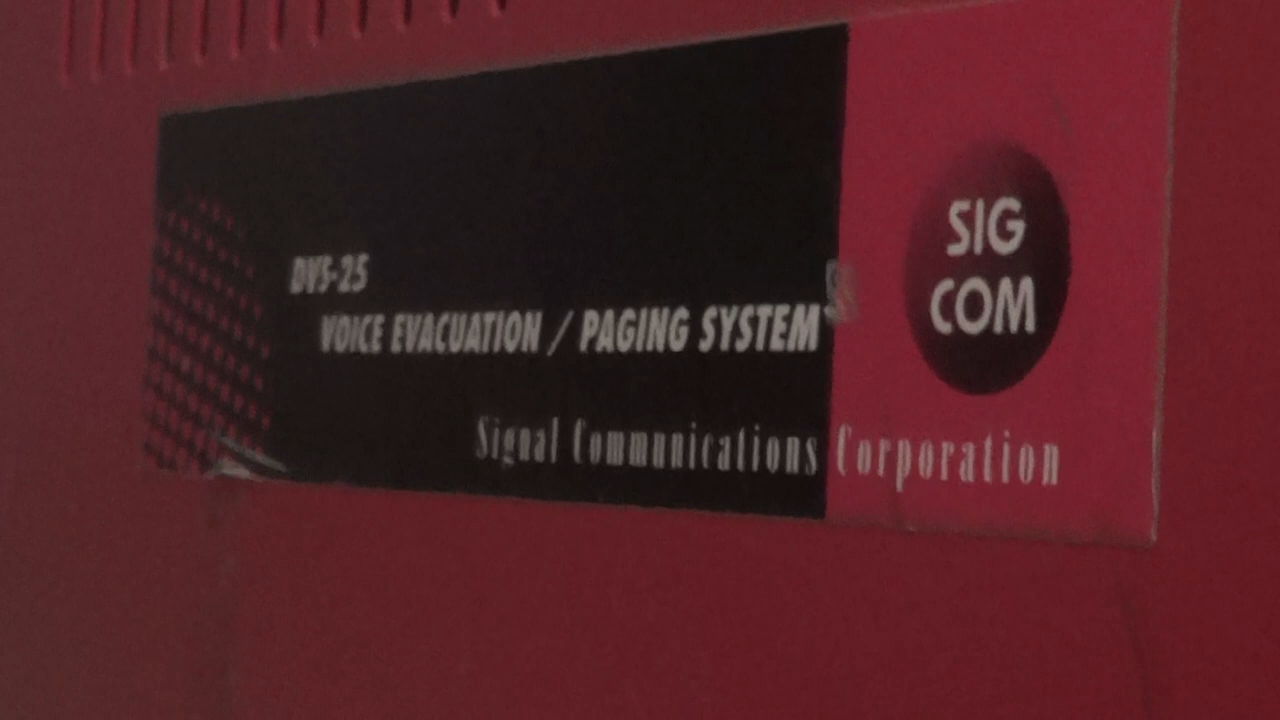 DVS-25
VOICE EVACUATION / PAGING SYSTEM
Signal Communications Corporation
SIG
COM